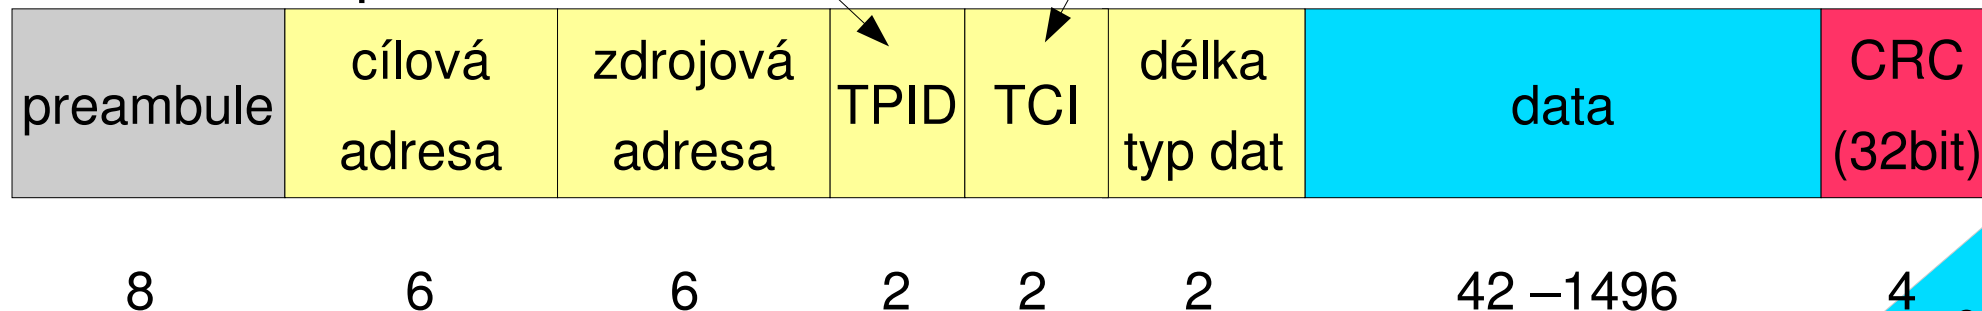 preambule
cílová
adresa
zdrojová
adresa
TPID
TCI
délka
typ dat
data
CRC
(32bit)
8 6 6 2 2 2 42 –1496 4